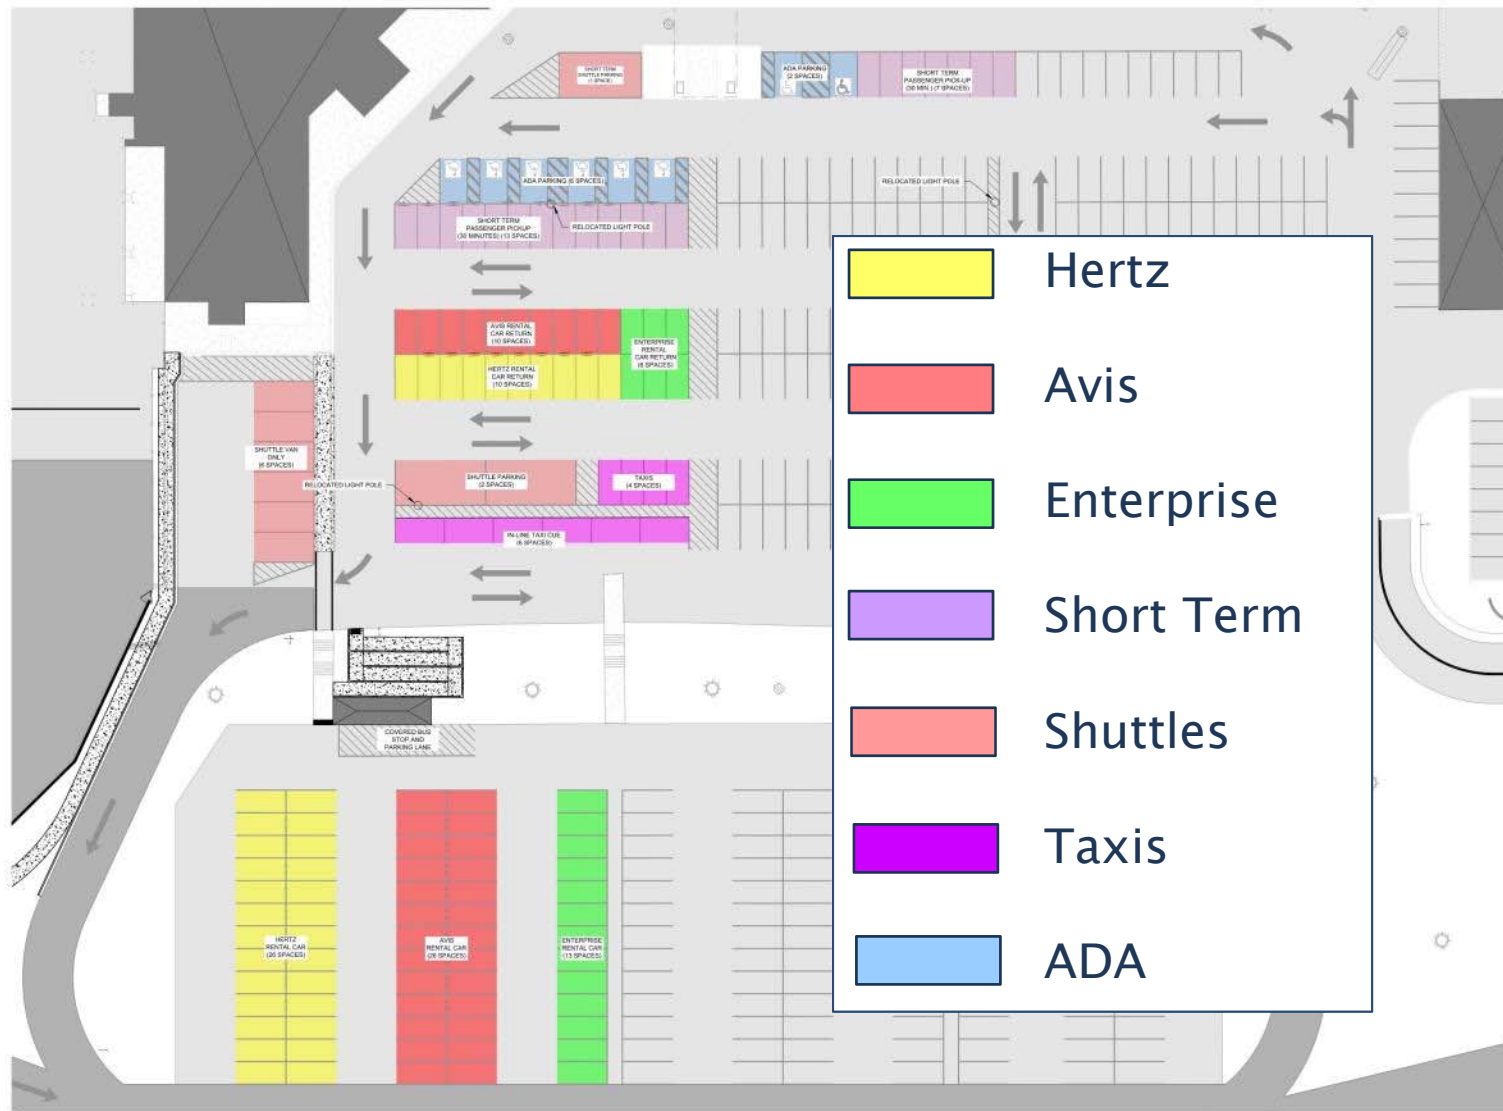 SHORT TERM
SHUTTLE PARKING
(1 SPACE)
ADA PARKING
(2 SPACES)
SHORT TERM
PASSENGER PICK-UP
(30 MIN.) (7 SPACES)
ADA PARKING (6 SPACES)
RELOCATED LIGHT POLE
SHORT TERM
PASSENGER PICKUP
(30 MINUTES) (13 SPACES)
RELOCATED LIGHT POLE
AVIS RENTAL
CAR RETURN
(10 SPACES)
ENTERPRISE
RENTAL
CAR RETURN
(6 SPACES)
HERTZ RENTAL
CAR RETURN
(10 SPACES)
SHUTTLE VAN
ONLY
(6 SPACES)
SHUTTLE PARKING
(2 SPACES)
TAXIS
(4 SPACES)
RELOCATED LIGHT POLE
IN-LINE TAXI CUE
(6 SPACES)
COVERED BUS
STOP AND
PARKING LANE
HERTZ
RENTAL CAR
(26 SPACES)
AVIS
RENTAL CAR
(26 SPACES)
ENTERPRISE
RENTAL CAR
(13 SPACES)
Hertz
Avis
Enterprise
Short Term
Shuttles
Taxis
ADA